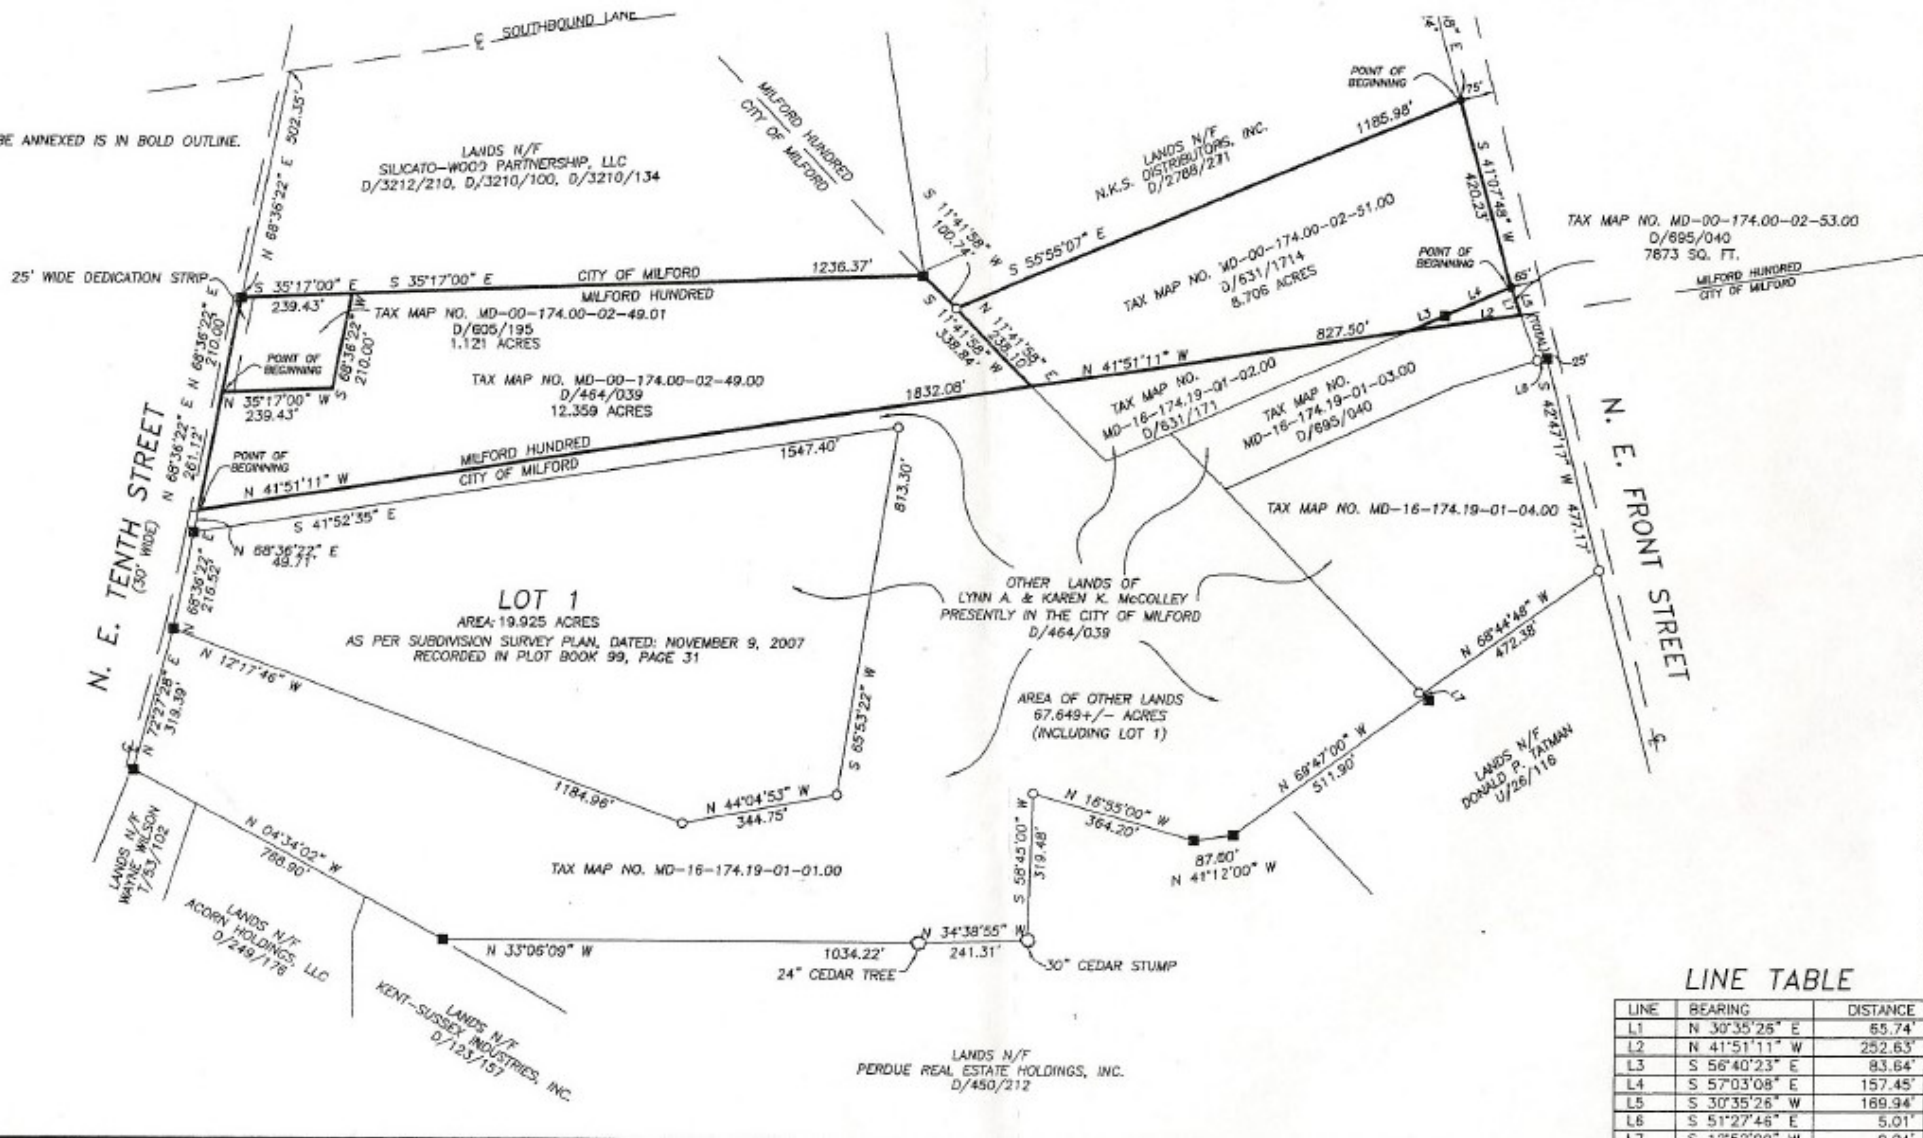 SOUTHBOUND LANE
BE ANNEXED IS IN BOLD OUTLINE.
N 68°36'22" E 502.35'
LANDS N/F
SILICATO-WOOD PARTNERSHIP, LLC
D/3212/210, D/3210/100, D/3210/134
MILFORD HUNDRED
CITY OF MILFORD
LANDS N/F
N.K.S. DISTRIBUTORS, INC.
D/2788/271
1185.98'
POINT OF
BEGINNING
75'
S 41°07'48" W
420.23'
S 11°41'58" W
100.74'
S 55°55'07" E
TAX MAP NO. MD-00-174.00-02-51.00
D/631/1714
8.706 ACRES
POINT OF
BEGINNING
65'
TAX MAP NO. MD-00-174.00-02-53.00
D/695/040
7873 SQ. FT.
MILFORD HUNDRED
CITY OF MILFORD
25' WIDE DEDICATION STRIP
S 35°17'00" E
239.43'
S 35°17'00" E
CITY OF MILFORD
1236.37'
MILFORD HUNDRED
TAX MAP NO. MD-00-174.00-02-49.01
D/605/195
1.121 ACRES
N 68°36'22" E
210.00'
S 68°36'22" W
210.00'
POINT OF
BEGINNING
N 35°17'00" W
239.43'
TAX MAP NO. MD-00-174.00-02-49.00
D/464/039
12.359 ACRES
S 11°41'58" W
338.84'
N 11°41'58" E
238.10'
827.50'
N 41°51'11" W
1832.08'
L3
L4
L2
L1
L5 (TOTAL)
L6
25'
TAX MAP NO.
MD-16-174.19-01-02.00
D/631/171
TAX MAP NO.
MD-16-174.19-01-03.00
D/695/040
S 42°47'17" W
477.17'
N. E. FRONT STREET
N. E. TENTH STREET
(30' WIDE)
N 68°36'22" E
261.12'
POINT OF
BEGINNING
MILFORD HUNDRED
CITY OF MILFORD
N 41°51'11" W
1547.40'
S 41°52'35" E
N 68°36'22" E
49.71'
N 68°36'22" E
216.52'
813.30'
S 65°53'22" W
TAX MAP NO. MD-16-174.19-01-04.00
LOT 1
AREA: 19.925 ACRES
AS PER SUBDIVISION SURVEY PLAN, DATED: NOVEMBER 9, 2007
RECORDED IN PLOT BOOK 99, PAGE 31
OTHER LANDS OF
LYNN A. & KAREN K. McCOLLEY
PRESENTLY IN THE CITY OF MILFORD
D/464/039
N 68°44'48" W
472.38'
L7
N 12°17'46" W
1184.96'
N 72°27'28" E
319.39'
AREA OF OTHER LANDS
67.649+/- ACRES
(INCLUDING LOT 1)
N 69°47'00" W
511.90'
LANDS N/F
DONALD P. TATMAN
U/26/116
N 44°04'53" W
344.75'
N 16°55'00" W
364.20'
S 58°45'00" W
319.48'
87.60'
N 41°12'00" W
LANDS N/F
WAYNE WILSON
T/53/102
N 04°34'02" W
768.90'
TAX MAP NO. MD-16-174.19-01-01.00
LANDS N/F
ACORN HOLDINGS, LLC
D/249/176
N 33°06'09" W
1034.22'
24" CEDAR TREE
N 34°38'55" W
241.31'
30" CEDAR STUMP
LANDS N/F
KENT-SUSSEX INDUSTRIES, INC.
D/123/157
LANDS N/F
PERDUE REAL ESTATE HOLDINGS, INC.
D/450/212
LINE TABLE
LINE BEARING DISTANCE
L1 N 30°35'26" E 65.74'
L2 N 41°51'11" W 252.63'
L3 S 56°40'23" E 83.64'
L4 S 57°03'08" E 157.45'
L5 S 30°35'26" W 169.94'
L6 S 51°27'46" E 5.01'
L7